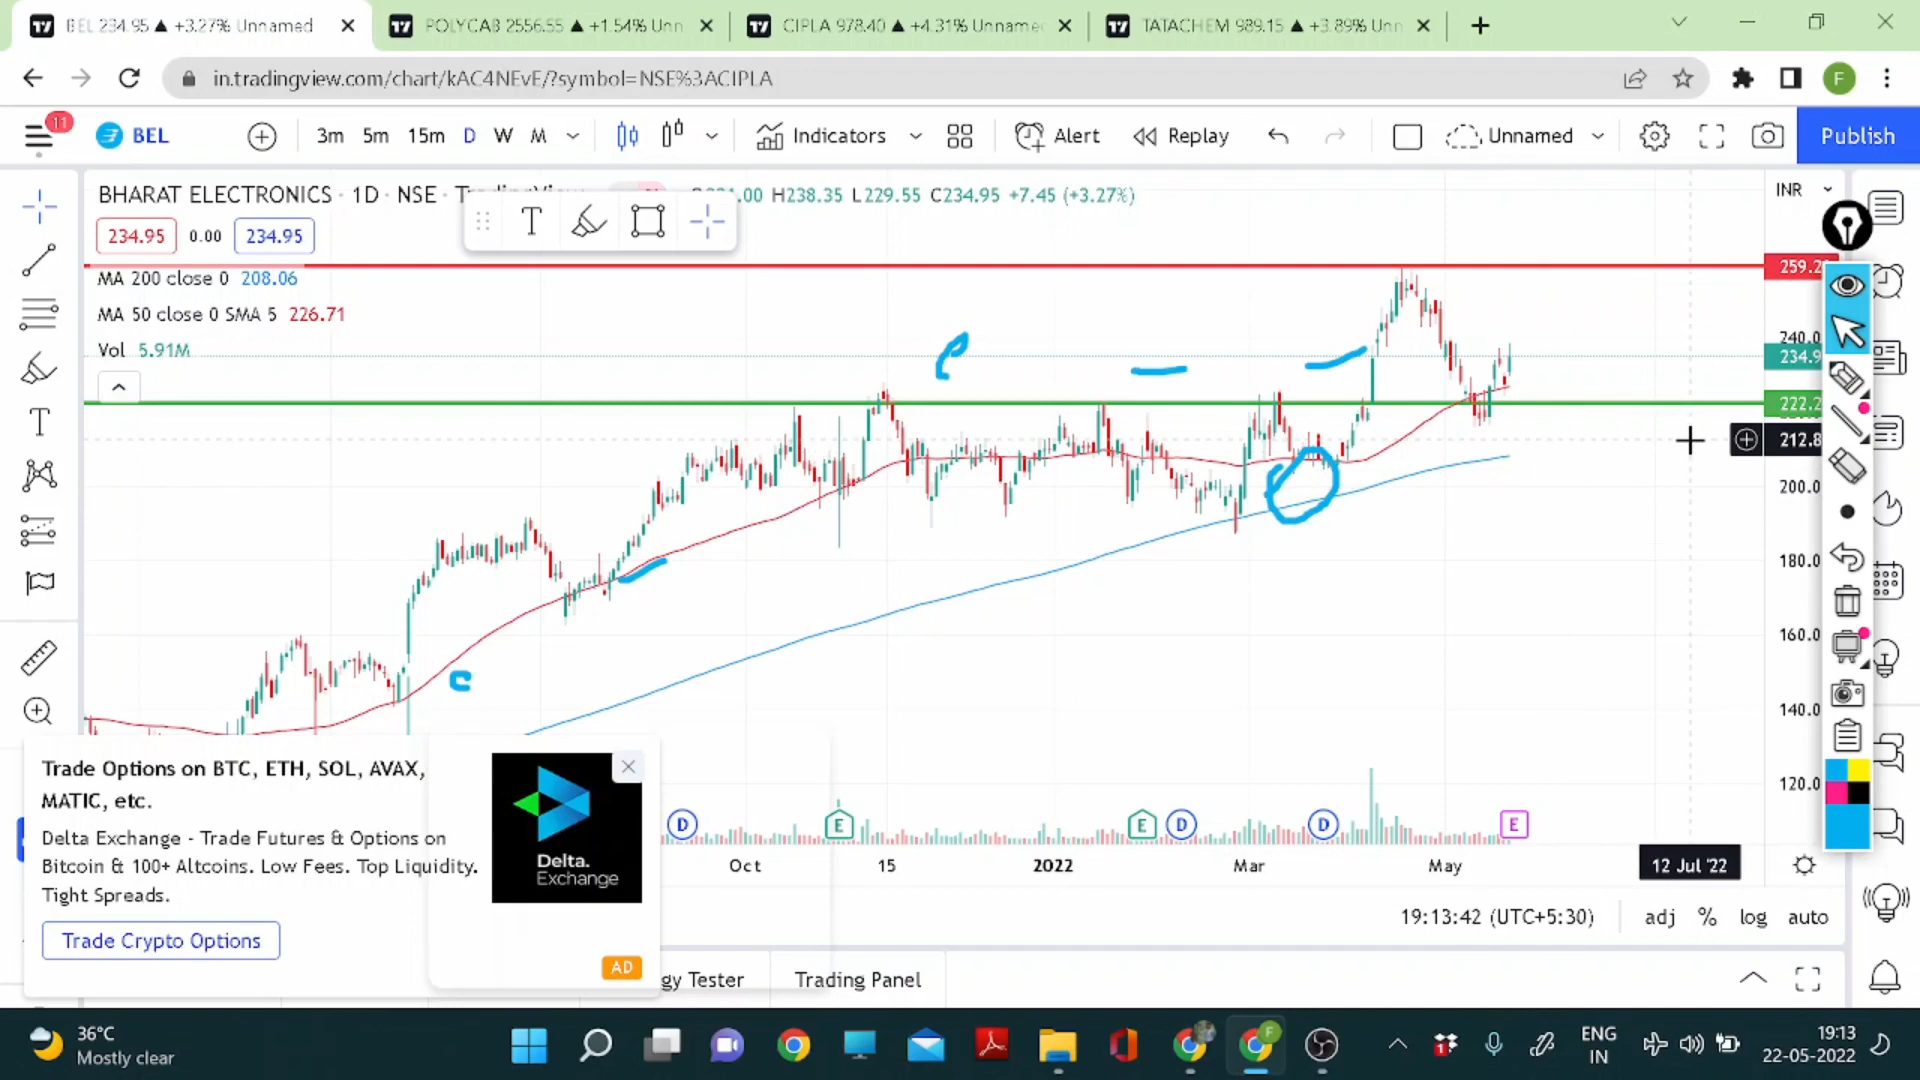 BEL 234.95 ▲ +3.27% Unnamed
POLYCAB 2556.55 ▲ +1.54% Unn
CIPLA 978.40 ▲ +4.31% Unname
TATACHEM 989.15 ▲ +3.89% Unn
in.tradingview.com/chart/kAC4NEvE/?symbol=NSE%3ACIPLA
F
11
BEL
3m 5m 15m D W M
Indicators
Alert
Replay
Unnamed
Publish
BHARAT ELECTRONICS · 1D · NSE ·
.00 H238.35 L229.55 C234.95 +7.45 (+3.27%)
INR
234.95 0.00 234.95
MA 200 close 0 208.06
MA 50 close 0 SMA 5 226.71
Vol 5.91M
259.2
240.0
234.9
222.2
212.8
200.0
180.0
160.0
140.0
120.0
D E E D D E
Oct 15 2022 Mar May 12 Jul '22
Trade Options on BTC, ETH, SOL, AVAX,
MATIC, etc.
Delta Exchange - Trade Futures & Options on
Bitcoin & 100+ Altcoins. Low Fees. Top Liquidity.
Tight Spreads.
Trade Crypto Options
Delta.
Exchange
AD
19:13:42 (UTC+5:30)
adj % log auto
gy Tester
Trading Panel
36°C
Mostly clear
F
1
ENG
IN
19:13
22-05-2022